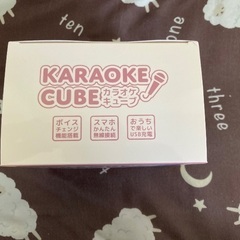 ten
KARAOKE
CUBE カラオケ
キューブ
ボイス
チェンジ
機能搭載
スマホ
かんたん
無線接続
おうち
で楽しい
USB充電
three
one